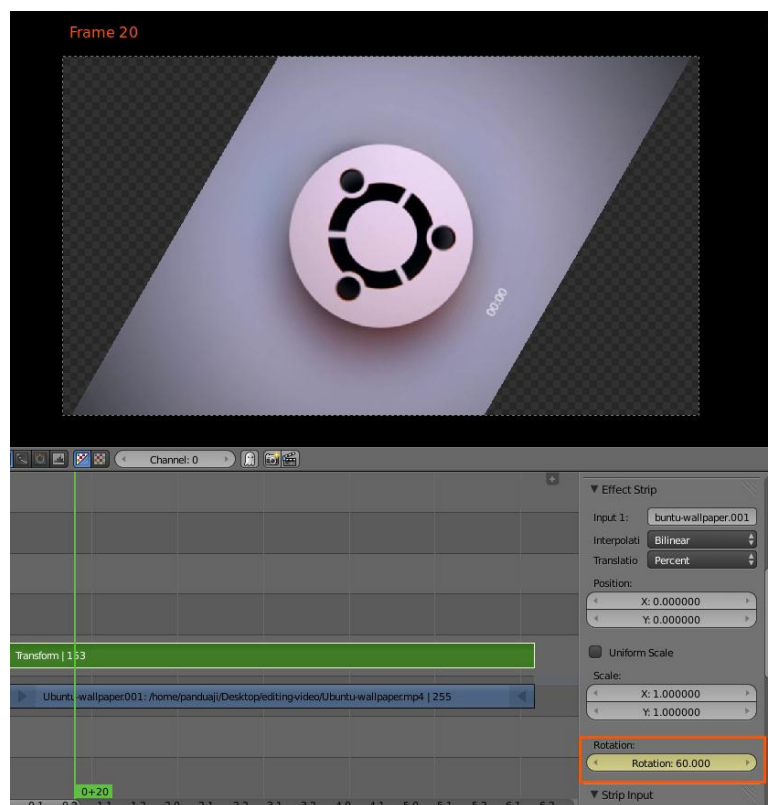 Frame 20
00:00
Channel: 0
Effect Strip
Input 1: buntu-wallpaper.001
Interpolati Bilinear
Translatio Percent
Position:
X: 0.000000
Y: 0.000000
Uniform Scale
Scale:
X: 1.000000
Y: 1.000000
Rotation:
Rotation: 60.000
Strip Input
Transform | 153
Ubuntu-wallpaper.001: /home/panduaji/Desktop/editing-video/Ubuntu-wallpaper.mp4 | 255
0+20